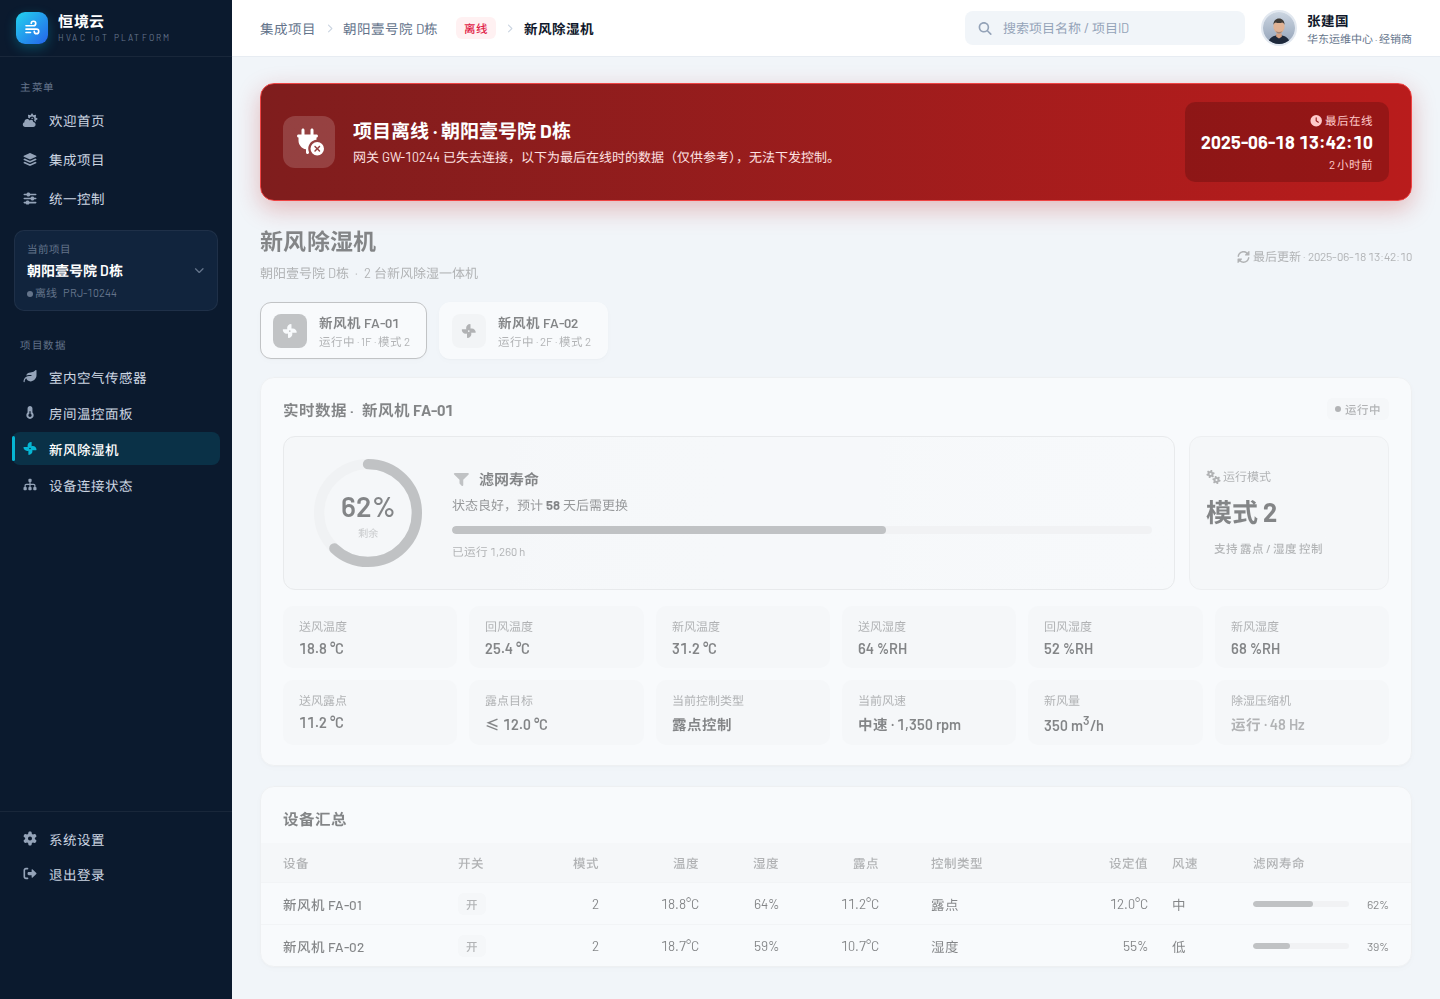 恒境云
HVAC IoT PLATFORM
主菜单
欢迎首页
集成项目
统一控制
当前项目
朝阳壹号院 D栋
离线 PRJ-10244
项目数据
室内空气传感器
房间温控面板
新风除湿机
设备连接状态
系统设置
退出登录
集成项目 > 朝阳壹号院 D栋 离线 > 新风除湿机
搜索项目名称 / 项目ID
张建国
华东运维中心 · 经销商
项目离线 · 朝阳壹号院 D栋
网关 GW-10244 已失去连接，以下为最后在线时的数据（仅供参考），无法下发控制。
最后在线
2025-06-18 13:42:10
2 小时前
新风除湿机
朝阳壹号院 D栋 · 2 台新风除湿一体机
最后更新 · 2025-06-18 13:42:10
新风机 FA-01
运行中 · 1F · 模式 2
新风机 FA-02
运行中 · 2F · 模式 2
实时数据 · 新风机 FA-01
运行中
62%
剩余
滤网寿命
状态良好，预计 58 天后需更换
已运行 1,260 h
运行模式
模式 2
支持 露点 / 湿度 控制
送风温度
18.8 °C
回风温度
25.4 °C
新风温度
31.2 °C
送风湿度
64 %RH
回风湿度
52 %RH
新风湿度
68 %RH
送风露点
11.2 °C
露点目标
≤ 12.0 °C
当前控制类型
露点控制
当前风速
中速 · 1,350 rpm
新风量
350 m³/h
除湿压缩机
运行 · 48 Hz
设备汇总
设备 开关 模式 温度 湿度 露点 控制类型 设定值 风速 滤网寿命
新风机 FA-01 开 2 18.8°C 64% 11.2°C 露点 12.0°C 中 62%
新风机 FA-02 开 2 18.7°C 59% 10.7°C 湿度 55% 低 39%